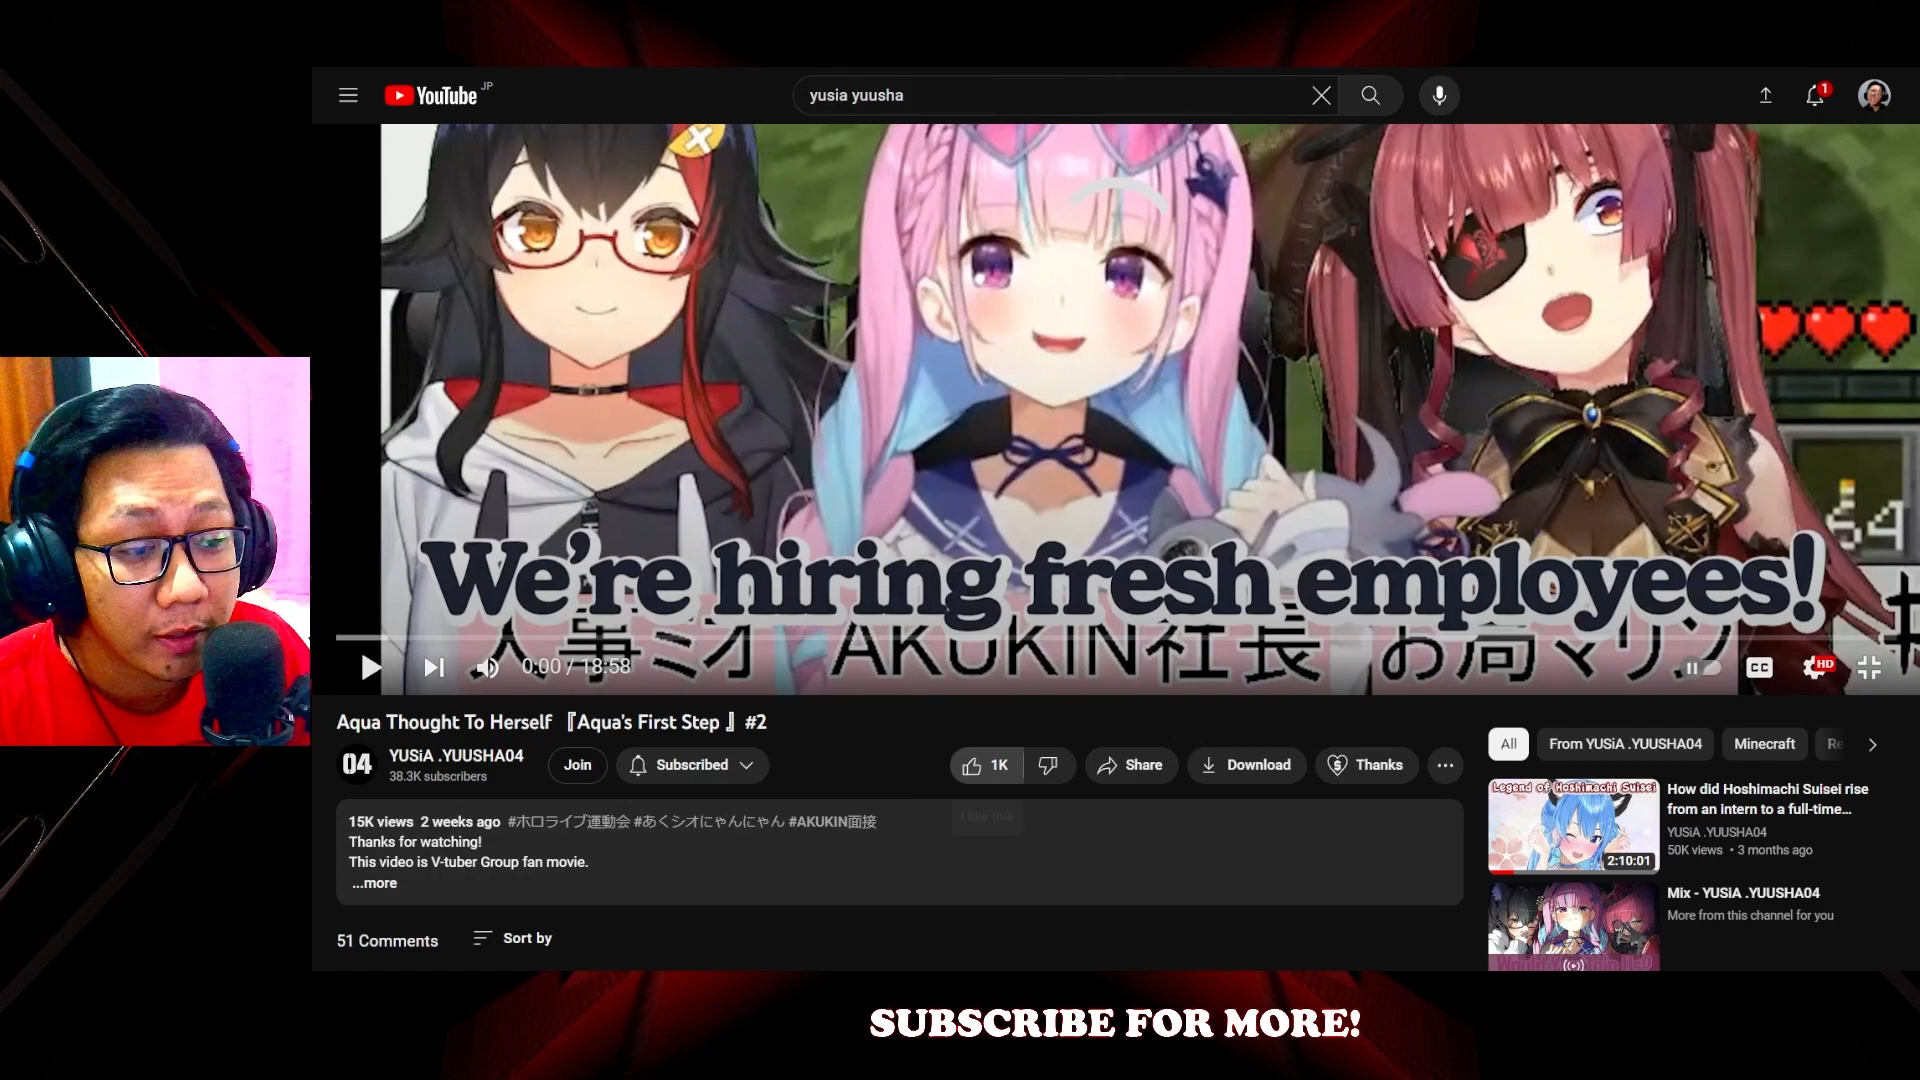 YouTube JP
yusia yuusha
1
We're hiring fresh employees!
人事ミオ AKUKIN社長 お局マリン
64
0:00 / 18:58
CC
HD
Aqua Thought To Herself 『Aqua's First Step 』#2
04
YUSiA .YUUSHA04
38.3K subscribers
Join
Subscribed
1K
Share
Download
Thanks
I like this
15K views 2 weeks ago #ホロライブ運動会 #あくシオにゃんにゃん #AKUKIN面接
Thanks for watching!
This video is V-tuber Group fan movie.
...more
51 Comments
Sort by
All
From YUSiA .YUUSHA04
Minecraft
Re
Legend of Hoshimachi Suisei
2:10:01
How did Hoshimachi Suisei rise
from an intern to a full-time...
YUSiA .YUUSHA04
50K views • 3 months ago
Mix - YUSiA .YUUSHA04
More from this channel for you
SUBSCRIBE FOR MORE!